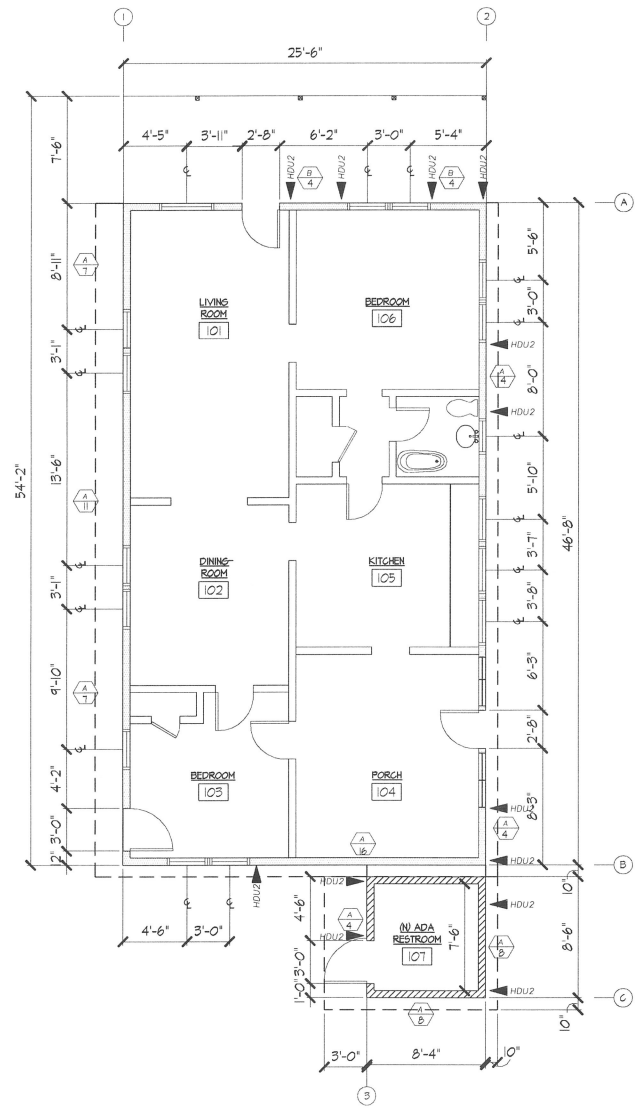 1
2
25'-6"
4'-5"
3'-11"
2'-8"
6'-2"
3'-0"
5'-4"
7'-6"
HDU2
B
4
HDU2
HDU2
B
4
HDU2
A
8'-11"
A
7
LIVING
ROOM
101
BEDROOM
106
5'-6"
3'-0"
3'-1"
HDU2
A
14
8'-0"
HDU2
54'-2"
13'-6"
A
11
5'-10"
46'-8"
DINING
ROOM
102
KITCHEN
105
3'-7"
3'-1"
3'-8"
9'-10"
A
7
6'-3"
2'-8"
BEDROOM
103
PORCH
104
4'-2"
HDU2
8'-3"
A
4
3'-0"
A
16
2"
HDU2
B
HDU2
HDU2
10"
4'-6"
A
4
HDU2
(N) ADA
RESTROOM
107
7'-6"
HDU2
A
8
8'-6"
4'-6"
3'-0"
3'-0"
1'-0"
HDU2
C
A
8
10"
3'-0"
8'-4"
10"
3